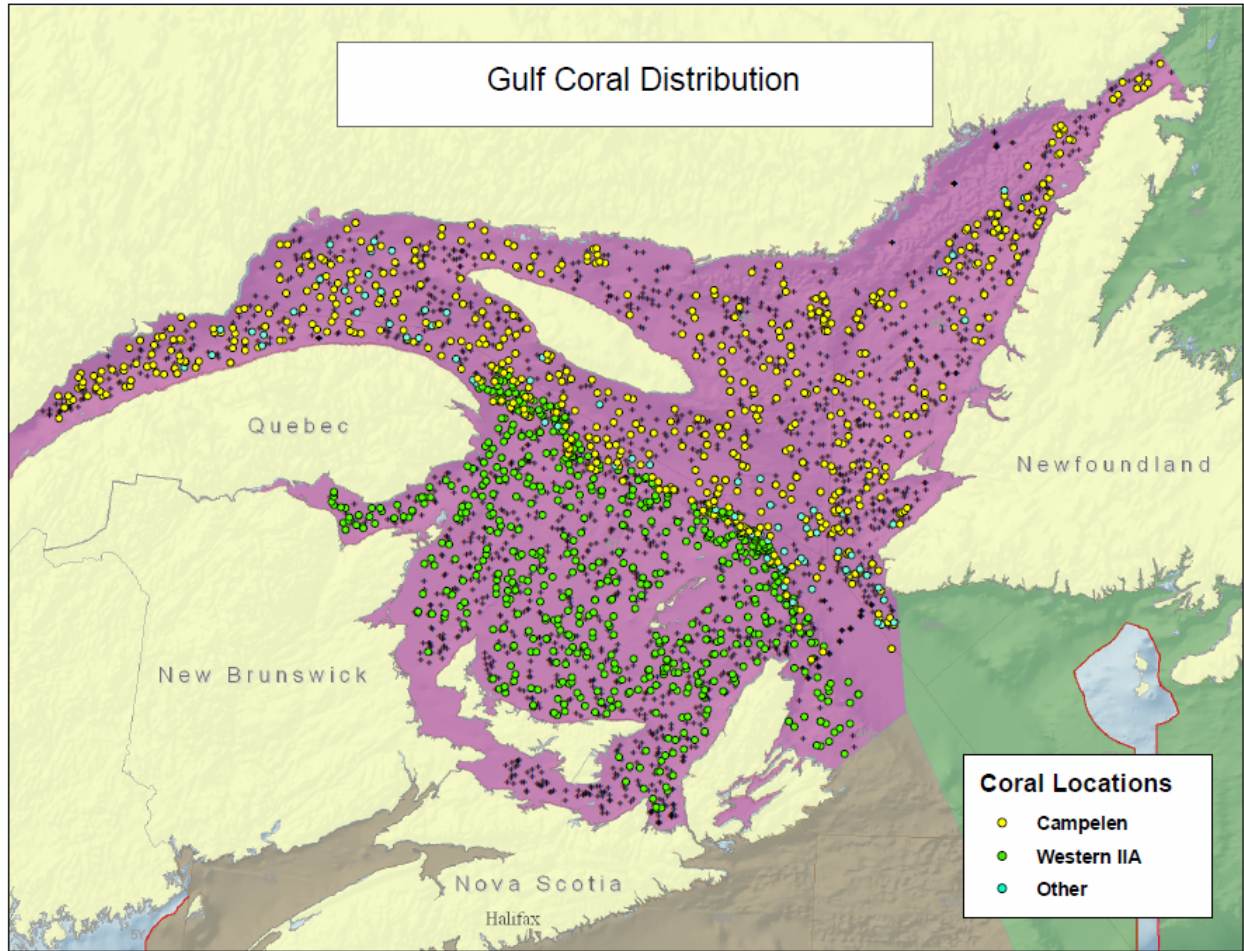 Gulf Coral Distribution
Quebec
Newfoundland
New Brunswick
Nova Scotia
Halifax
Coral Locations
Campelen
Western IIA
Other